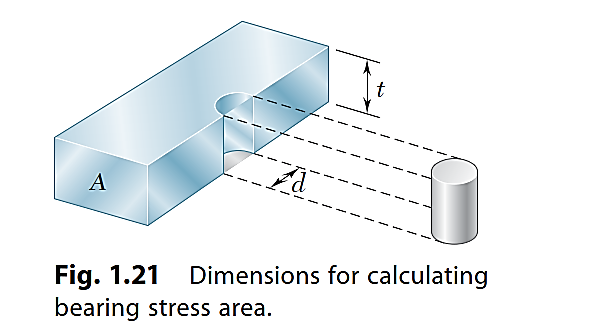 t
A
d
Fig. 1.21 Dimensions for calculating
bearing stress area.